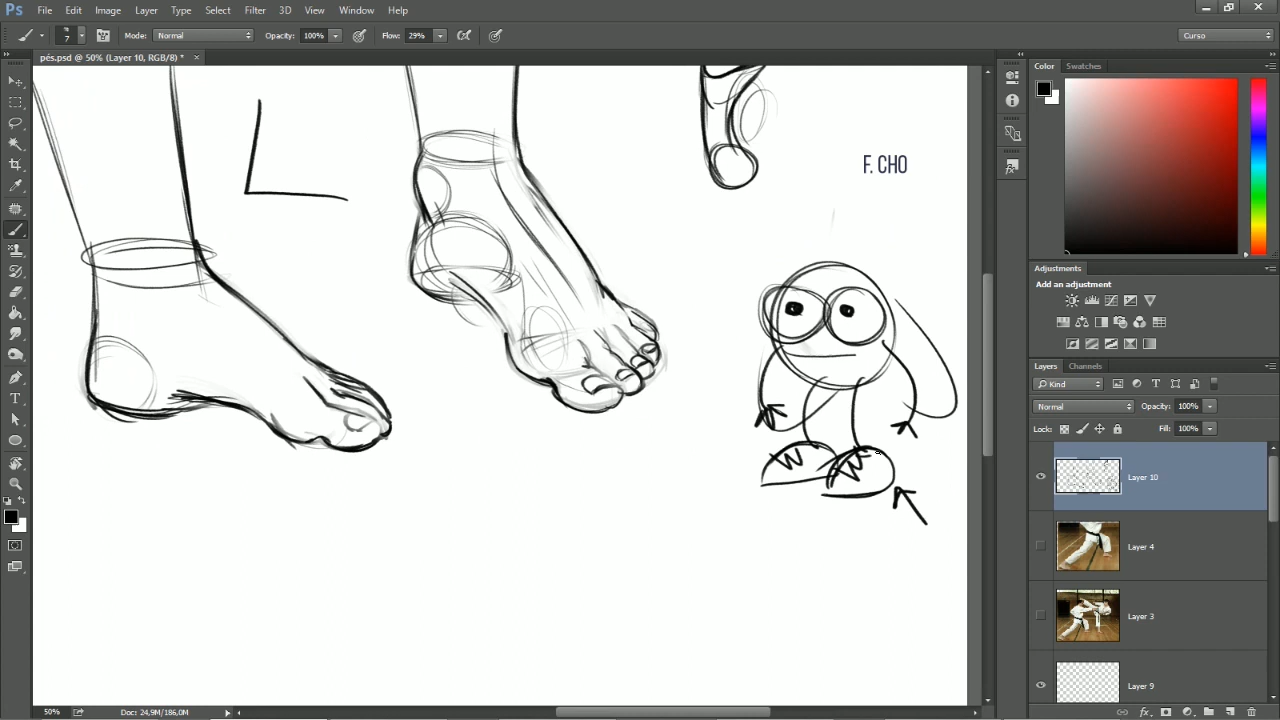 Ps File Edit Image Layer Type Select Filter 3D View Window Help
7 Mode: Normal Opacity: 100% Flow: 29% Curso
pés.psd @ 50% (Layer 10, RGB/8) *
Color Swatches
F. CHO
Adjustments
Add an adjustment
Layers Channels
Kind
Normal Opacity: 100%
Lock: Fill: 100%
Layer 10
Layer 4
Layer 3
Layer 9
50% Doc: 24,9M/186,0M